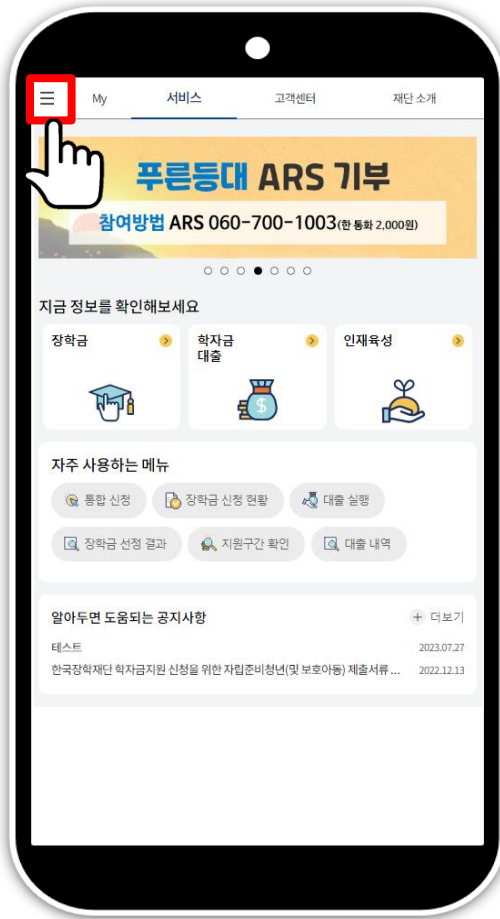 My 서비스 고객센터 재단 소개
푸른등대 ARS 기부
참여방법 ARS 060-700-1003(한 통화 2,000원)
지금 정보를 확인해보세요
장학금
학자금
대출
인재육성
자주 사용하는 메뉴
통합 신청 장학금 신청 현황 대출 실행
장학금 선정 결과 지원구간 확인 대출 내역
알아두면 도움되는 공지사항 + 더보기
테스트 2023.07.27
한국장학재단 학자금지원 신청을 위한 자립준비청년(및 보호아동) 제출서류 ... 2022.12.13